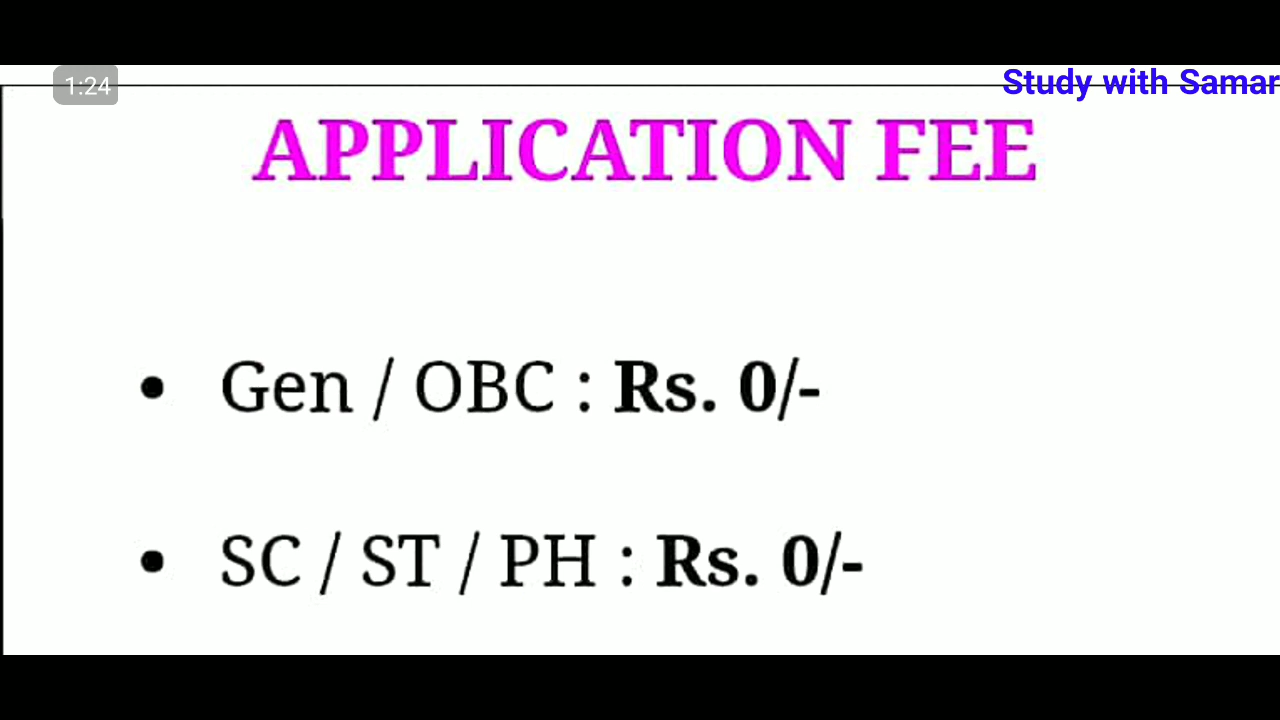 1:24
Study with Samar
APPLICATION FEE
• Gen / OBC : Rs. 0/-
• SC / ST / PH : Rs. 0/-